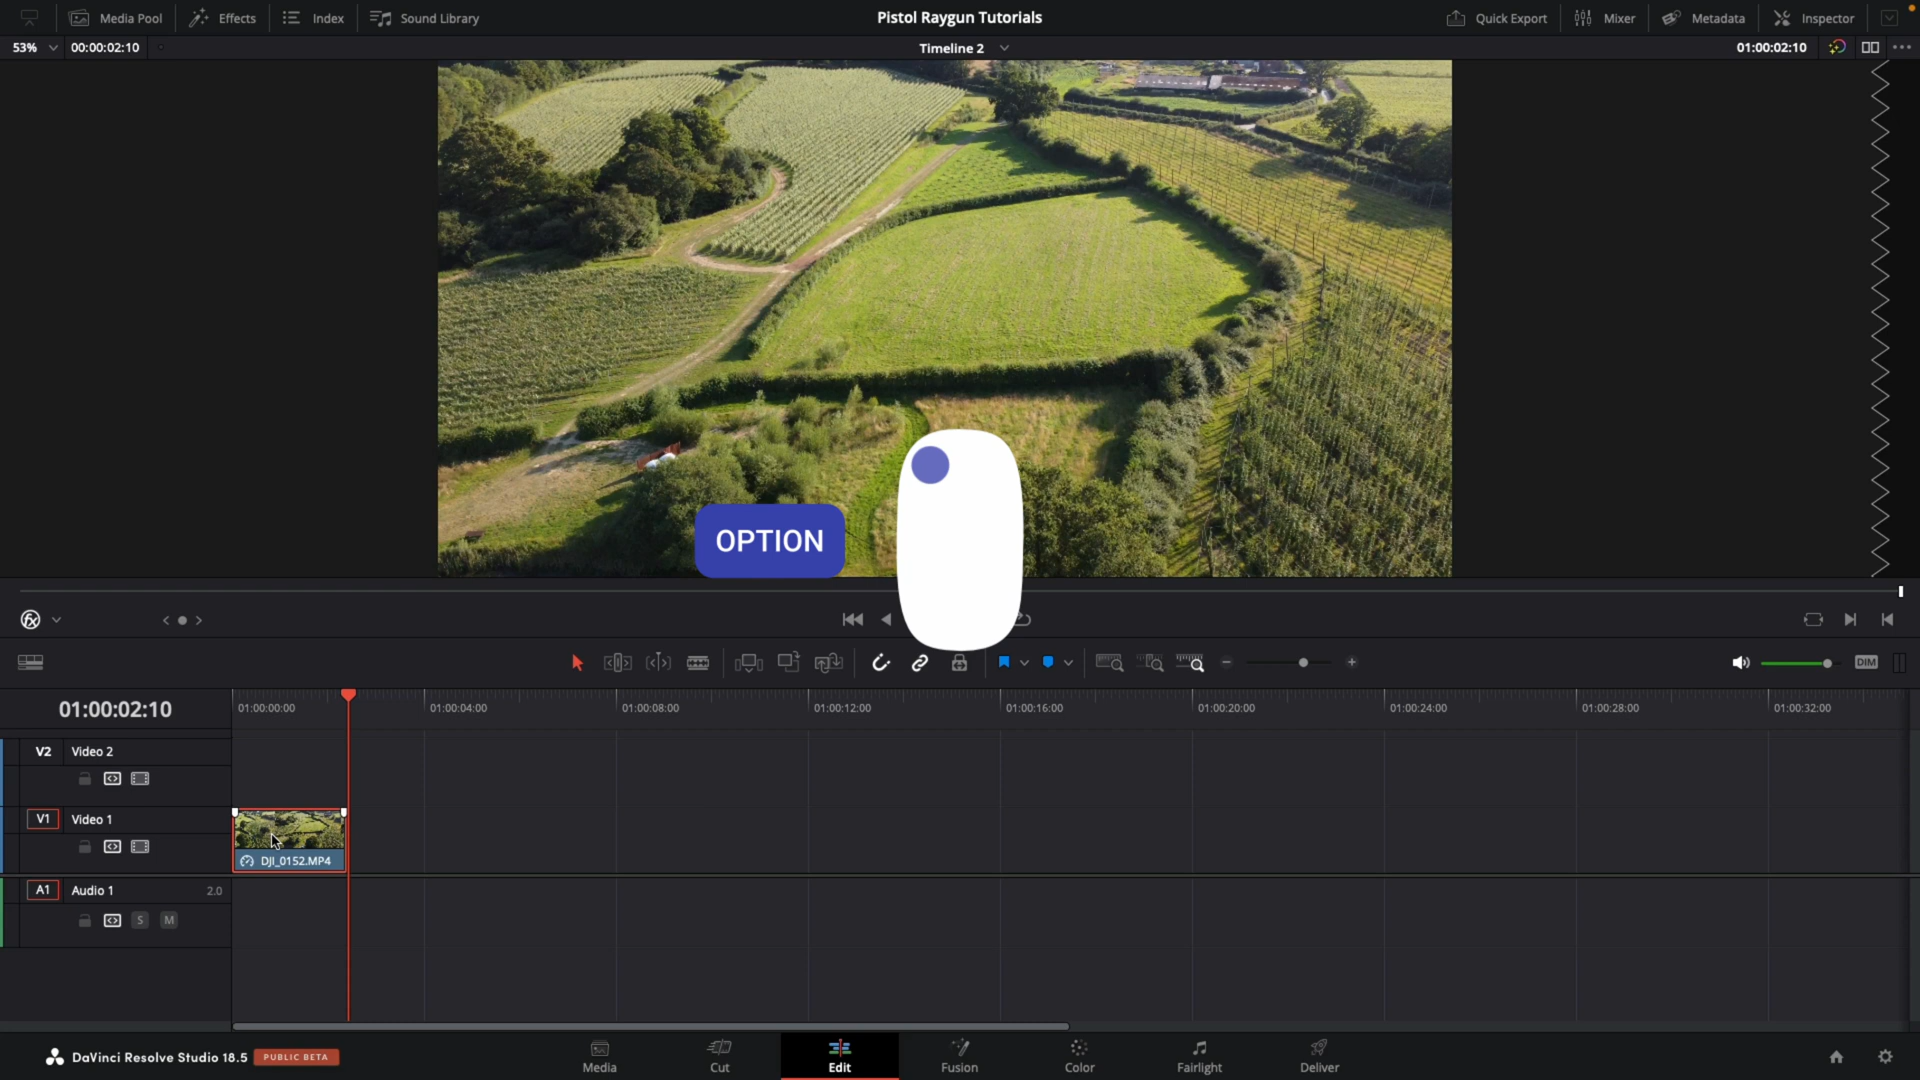 Media Pool
Effects
Index
Sound Library
Pistol Raygun Tutorials
Quick Export
Mixer
Metadata
Inspector
53%
00:00:02:10
Timeline 2
01:00:02:10
OPTION
DIM
01:00:02:10
01:00:00:00
01:00:04:00
01:00:08:00
01:00:12:00
01:00:16:00
01:00:20:00
01:00:24:00
01:00:28:00
01:00:32:00
V2 Video 2
V1 Video 1
DJI_0152.MP4
A1 Audio 1 2.0
S M
DaVinci Resolve Studio 18.5 PUBLIC BETA
Media
Cut
Edit
Fusion
Color
Fairlight
Deliver